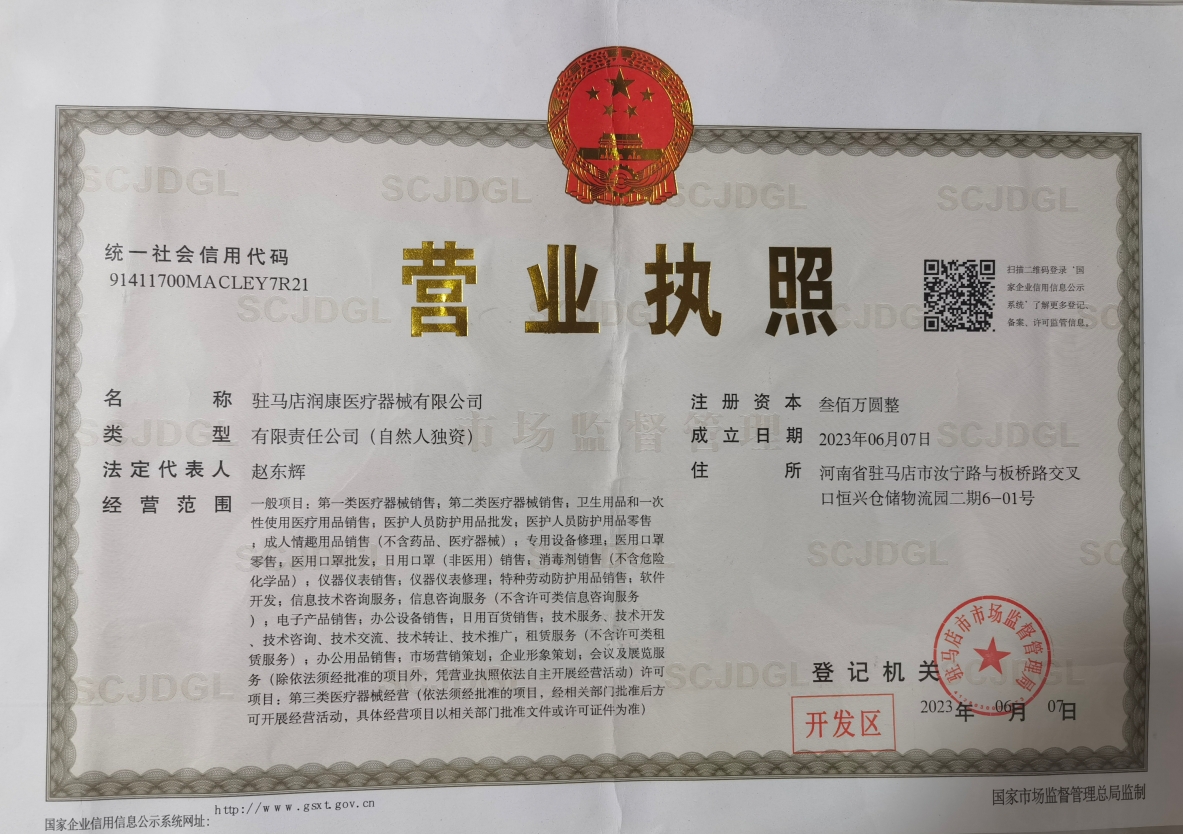 统一社会信用代码
91411700MACLEY7R21
营业执照
扫描二维码登录‘国
家企业信用信息公示
系统’了解更多登记、
备案、许可监管信息。
名称 驻马店润康医疗器械有限公司
类型 有限责任公司（自然人独资）
法定代表人 赵东辉
经营范围 一般项目：第一类医疗器械销售；第二类医疗器械销售；卫生用品和一次
性使用医疗用品销售；医护人员防护用品批发；医护人员防护用品零售
；成人情趣用品销售（不含药品、医疗器械）；专用设备修理；医用口罩
零售；医用口罩批发；日用口罩（非医用）销售；消毒剂销售（不含危险
化学品）；仪器仪表销售；仪器仪表修理；特种劳动防护用品销售；软件
开发；信息技术咨询服务；信息咨询服务（不含许可类信息咨询服务
）；电子产品销售；办公设备销售；日用百货销售；技术服务、技术开发
、技术咨询、技术交流、技术转让、技术推广；租赁服务（不含许可类租
赁服务）；办公用品销售；市场营销策划；企业形象策划；会议及展览服
务（除依法须经批准的项目外，凭营业执照依法自主开展经营活动）许可
项目：第三类医疗器械经营（依法须经批准的项目，经相关部门批准后方
可开展经营活动，具体经营项目以相关部门批准文件或许可证件为准）
注册资本 叁佰万圆整
成立日期 2023年06月07日
住所 河南省驻马店市汝宁路与板桥路交叉
口恒兴仓储物流园二期6-01号
登记机关
驻马店市市场监督管理局
开发区
2023年 06月 07日
SCJDGL
市场监督管理
国家企业信用信息公示系统网址：
http://www.gsxt.gov.cn
国家市场监督管理总局监制